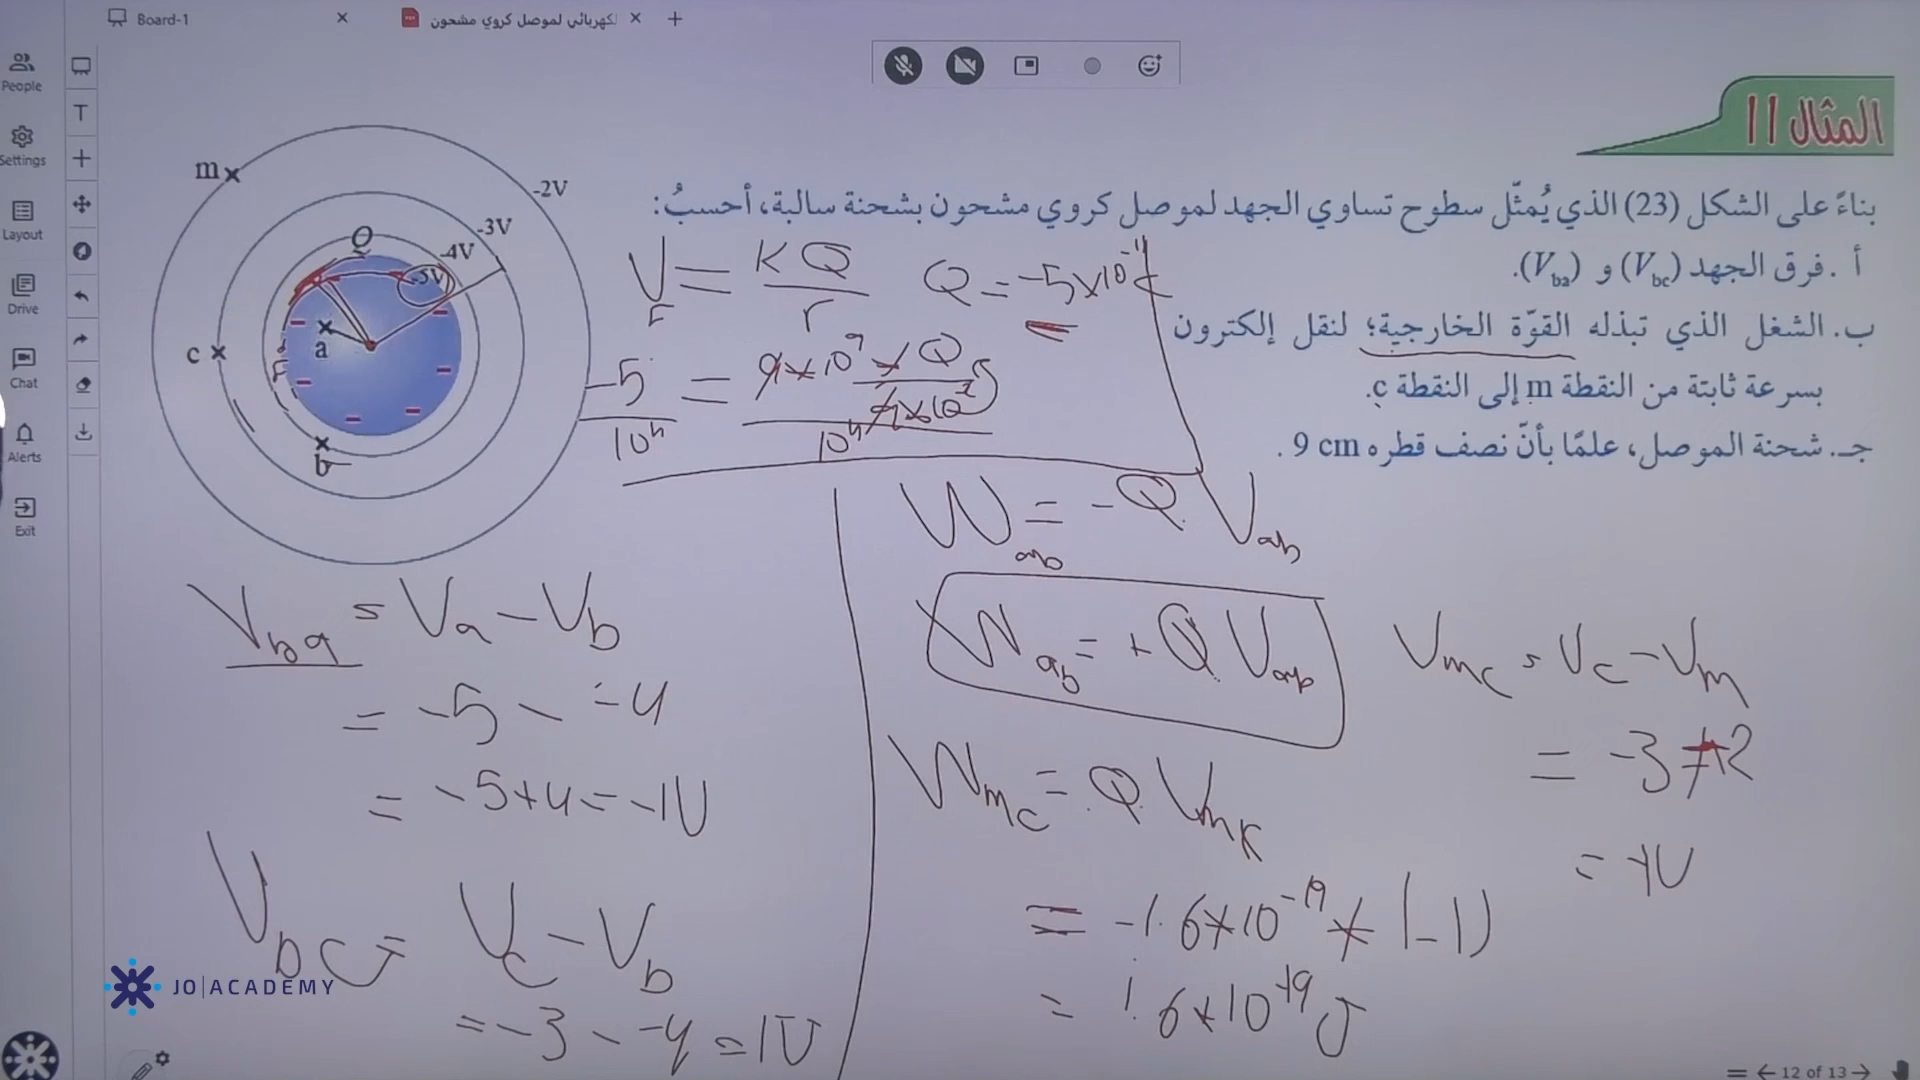 Board-1
كهربائي لموصل كروي مشحون
People
Settings
Layout
Drive
Chat
Alerts
Exit
المثال 11
بناءً على الشكل (23) الذي يُمثّل سطوح تساوي الجهد لموصل كروي مشحون بشحنة سالبة، أحسبُ:
أ . فرق الجهد (Vbc) و (Vba).
ب. الشغل الذي تبذله القوّة الخارجية؛ لنقل إلكترون
بسرعة ثابتة من النقطة m إلى النقطة c.
جـ. شحنة الموصل، علمًا بأنّ نصف قطره 9 cm .
m
-2V
-3V
-4V
-5V
Q
a
c
b
V = KQ
r
Q = -5×10⁻¹¹ C
-5 = 9×10⁹ × Q
Wab = -Q Vab
Wab = +Q Vab
Vmc = Vc - Vm
Wmc = Q Vmc
= -1.6×10⁻¹⁹ × (-1)
= 1.6×10⁻¹⁹ J
Vba = Va - Vb
= -5 - -4
= -5+4 = -1V
Vbc = Vc - Vb
= -3 - -4 = 1V
JO|ACADEMY
12 of 13